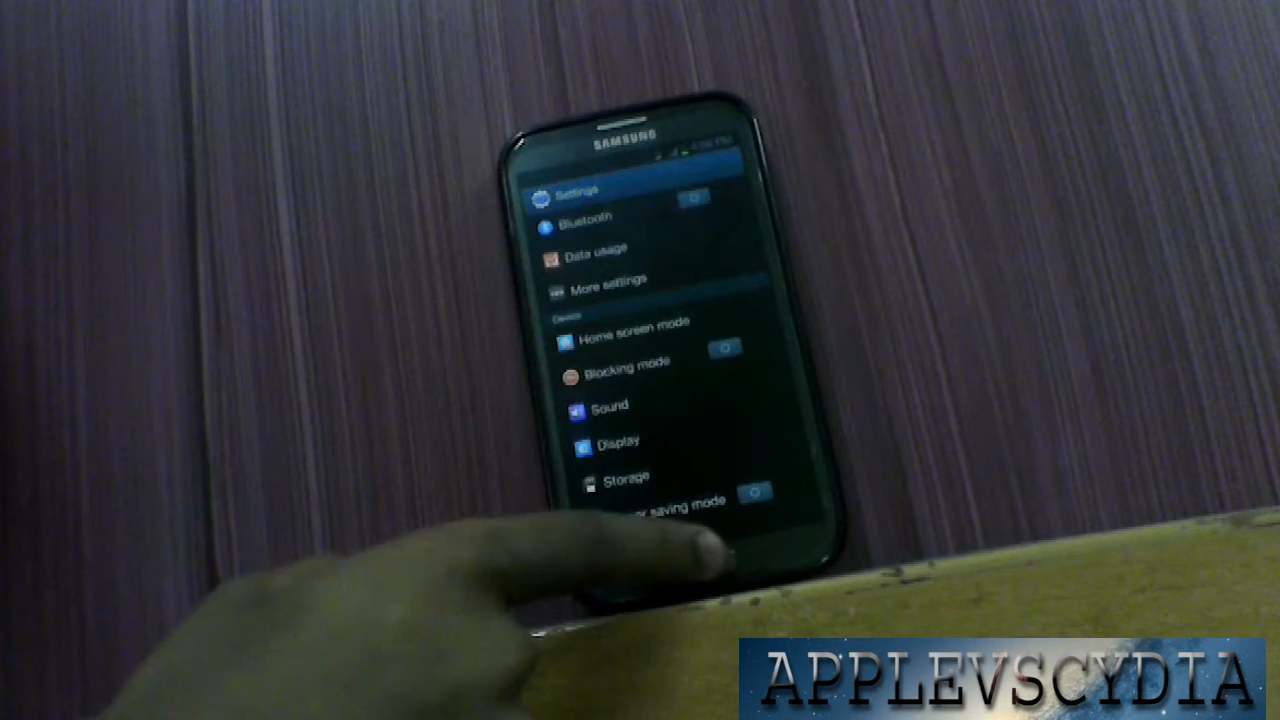 SAMSUNG
Settings
Bluetooth
Data usage
More settings
Device
Home screen mode
Blocking mode
Sound
Display
Storage
saving mode
APPLEVSCYDIA